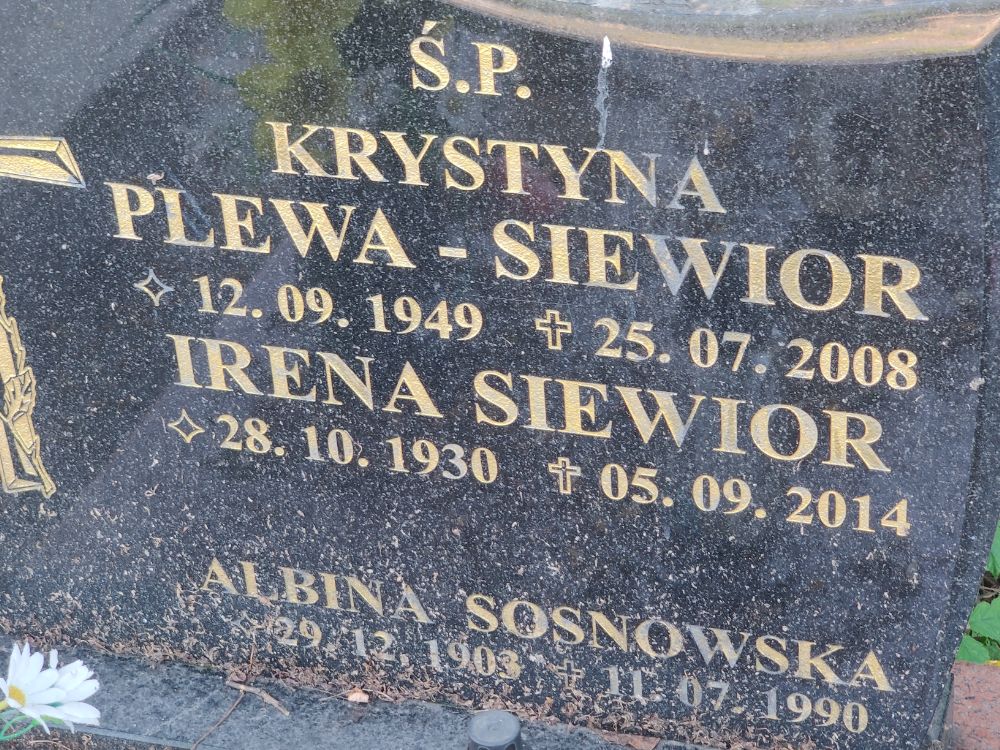 Ś.P.
KRYSTYNA
PLEWA - SIEWIOR
12. 09. 1949 25. 07. 2008
IRENA SIEWIOR
28. 10. 1930 05. 09. 2014
ALBINA SOSNOWSKA
29. 12. 1903 11. 07. 1990